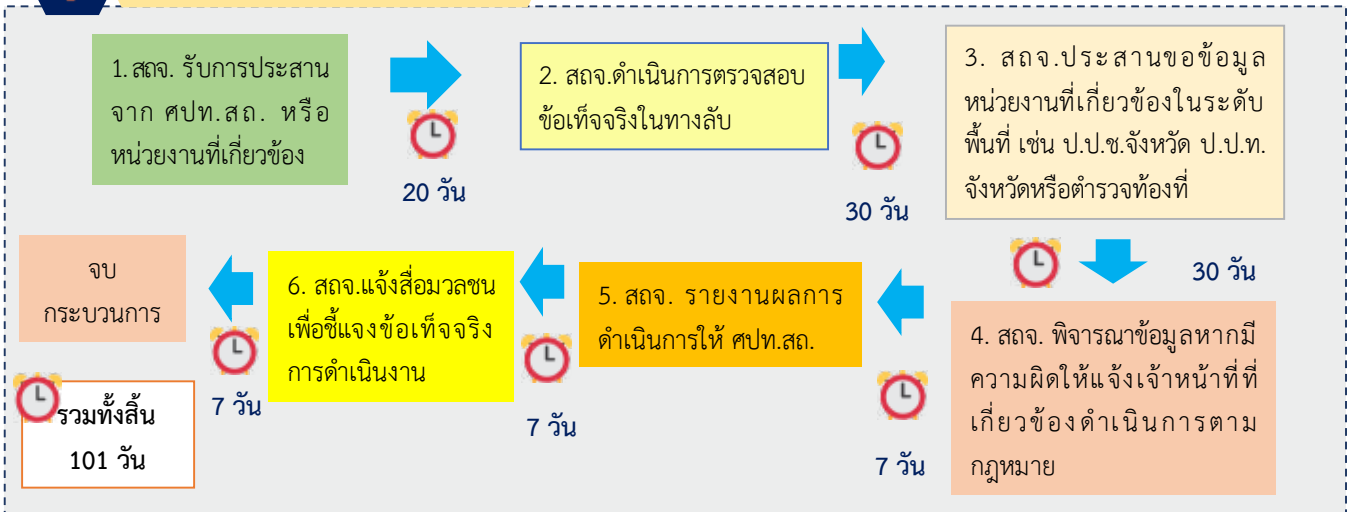 1. สถจ. รับการประสาน
จาก ศปท.สถ. หรือ
หน่วยงานที่เกี่ยวข้อง
20 วัน
2. สถจ.ดำเนินการตรวจสอบ
ข้อเท็จจริงในทางลับ
30 วัน
3. สถจ.ประสานขอข้อมูล
หน่วยงานที่เกี่ยวข้องในระดับ
พื้นที่ เช่น ป.ป.ช.จังหวัด ป.ป.ท.
จังหวัดหรือตำรวจท้องที่
30 วัน
4. สถจ. พิจารณาข้อมูลหากมี
ความผิดให้แจ้งเจ้าหน้าที่ที่
เกี่ยวข้องดำเนินการตาม
กฎหมาย
7 วัน
5. สถจ. รายงานผลการ
ดำเนินการให้ ศปท.สถ.
7 วัน
6. สถจ.แจ้งสื่อมวลชน
เพื่อชี้แจงข้อเท็จจริง
การดำเนินงาน
7 วัน
จบ
กระบวนการ
รวมทั้งสิ้น
101 วัน